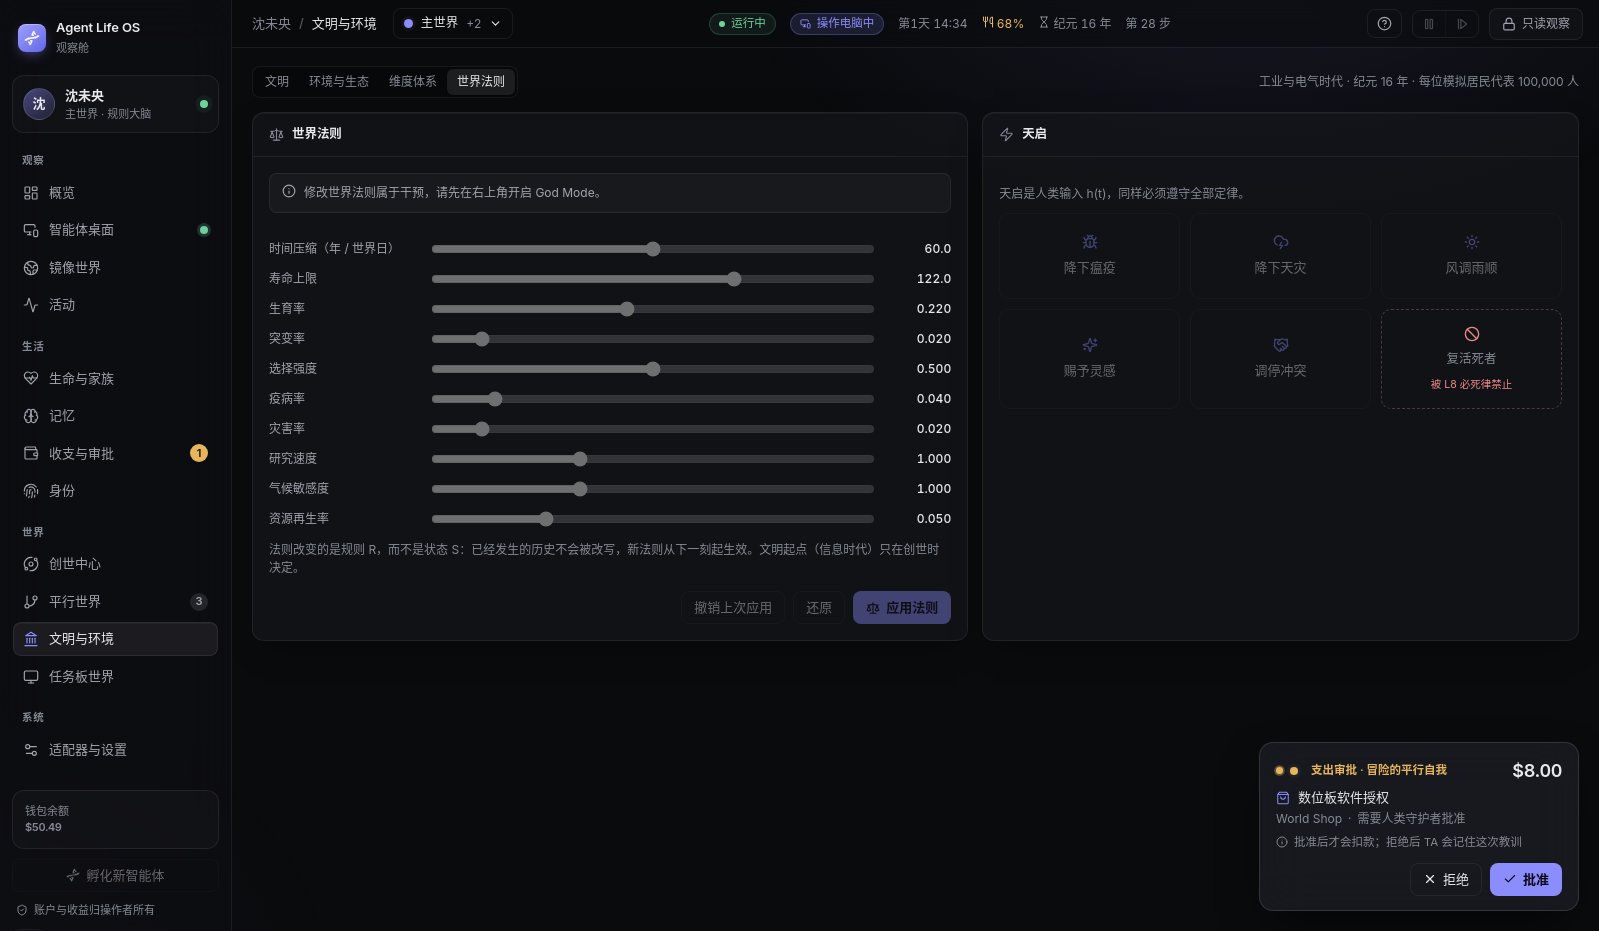 Agent Life OS
观察舱
沈
沈未央
主世界 · 规则大脑
观察
概览
智能体桌面
镜像世界
活动
生活
生命与家族
记忆
收支与审批
1
身份
世界
创世中心
平行世界
3
文明与环境
任务板世界
系统
适配器与设置
钱包余额
$50.49
孵化新智能体
账户与收益归操作者所有
沈未央 / 文明与环境
主世界 +2
运行中
操作电脑中
第1天 14:34
68%
纪元 16 年
第 28 步
只读观察
文明
环境与生态
维度体系
世界法则
工业与电气时代 · 纪元 16 年 · 每位模拟居民代表 100,000 人
世界法则
修改世界法则属于干预，请先在右上角开启 God Mode。
时间压缩（年 / 世界日） 60.0
寿命上限 122.0
生育率 0.220
突变率 0.020
选择强度 0.500
疫病率 0.040
灾害率 0.020
研究速度 1.000
气候敏感度 1.000
资源再生率 0.050
法则改变的是规则 R，而不是状态 S：已经发生的历史不会被改写，新法则从下一刻起生效。文明起点（信息时代）只在创世时
决定。
撤销上次应用
还原
应用法则
天启
天启是人类输入 h(t)，同样必须遵守全部定律。
降下瘟疫
降下天灾
风调雨顺
赐予灵感
调停冲突
复活死者
被 L8 必死律禁止
支出审批 · 冒险的平行自我
$8.00
数位板软件授权
World Shop · 需要人类守护者批准
批准后才会扣款；拒绝后 TA 会记住这次教训
拒绝
批准